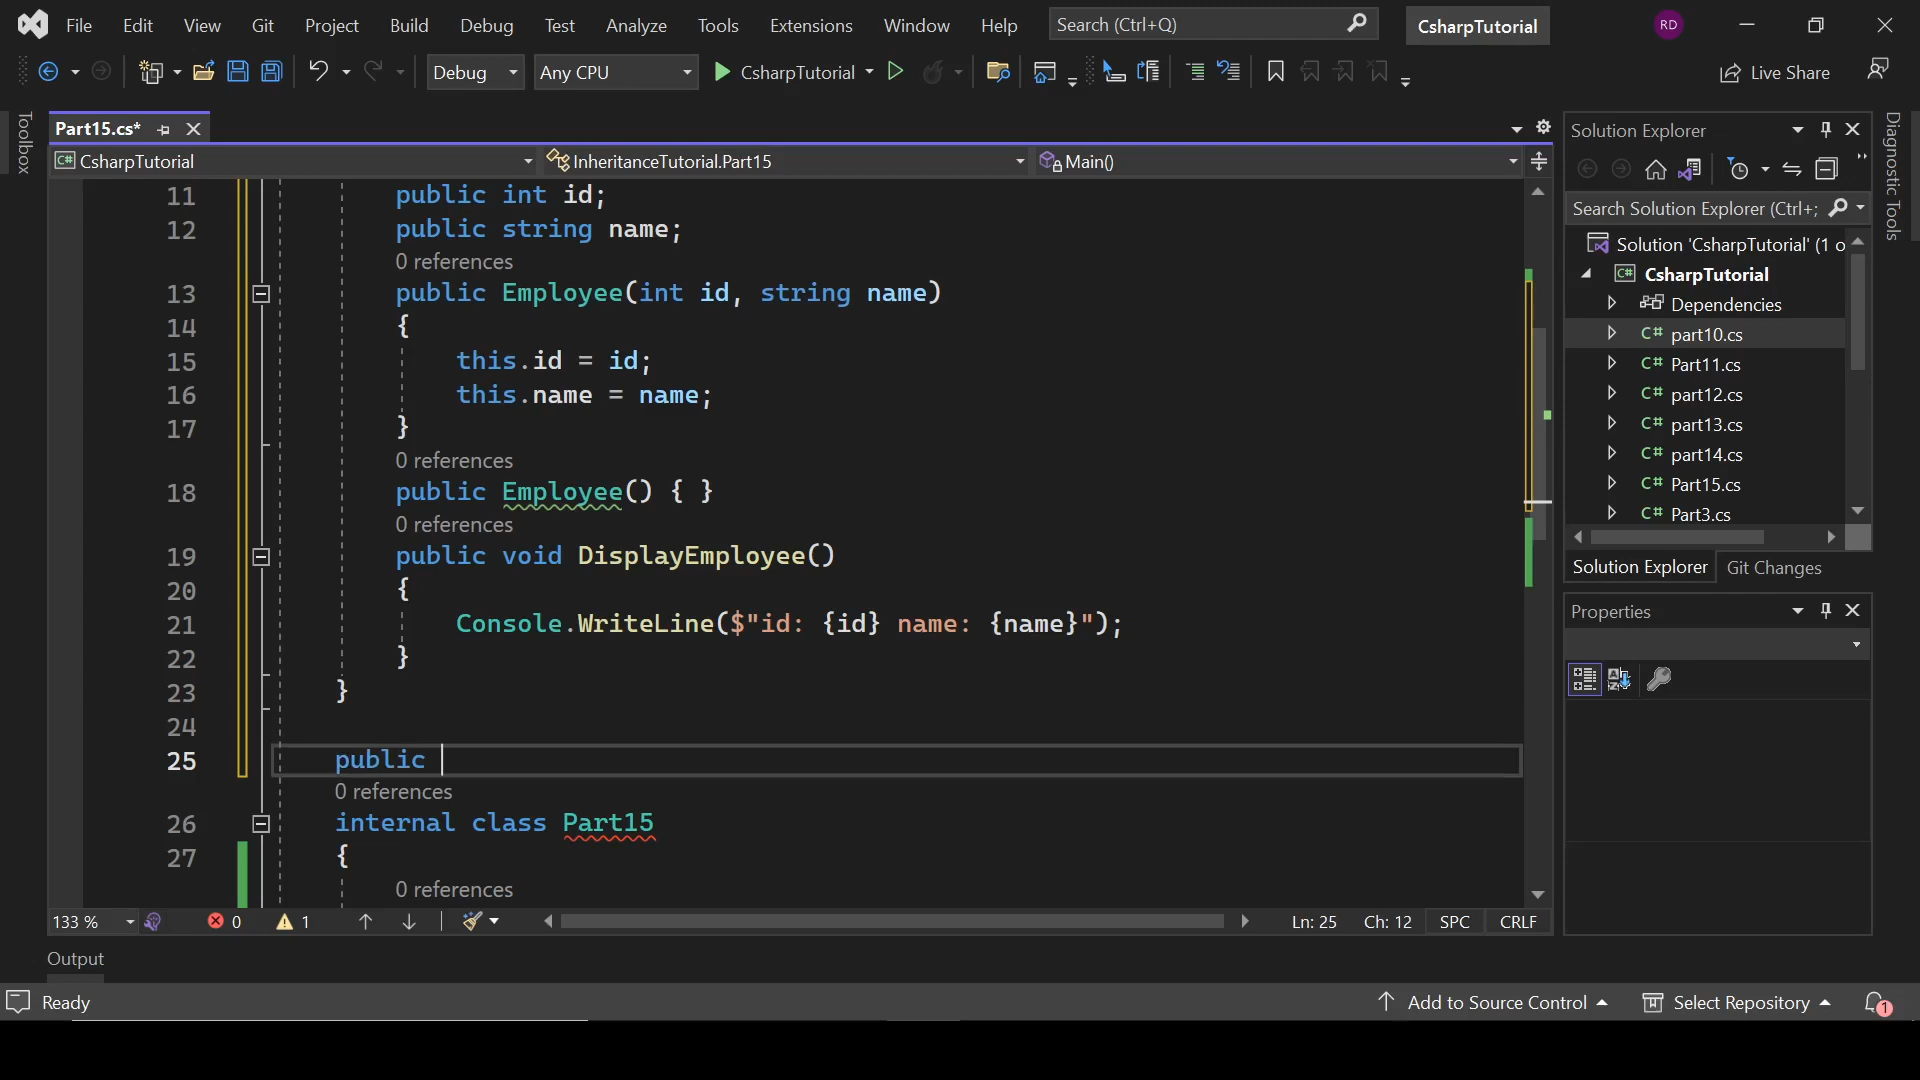 File Edit View Git Project Build Debug Test Analyze Tools Extensions Window Help Search (Ctrl+Q) CsharpTutorial RD
Debug Any CPU CsharpTutorial Live Share
Toolbox
Part15.cs*
CsharpTutorial InheritanceTutorial.Part15 Main()
11 public int id;
12 public string name;
0 references
13 public Employee(int id, string name)
14 {
15 this.id = id;
16 this.name = name;
17 }
0 references
18 public Employee() { }
0 references
19 public void DisplayEmployee()
20 {
21 Console.WriteLine($"id: {id} name: {name}");
22 }
23 }
24
25 public
0 references
26 internal class Part15
27 {
0 references
133 % 0 1 Ln: 25 Ch: 12 SPC CRLF
Solution Explorer
Search Solution Explorer (Ctrl+;
Solution 'CsharpTutorial' (1 o
C# CsharpTutorial
Dependencies
C# part10.cs
C# Part11.cs
C# part12.cs
C# part13.cs
C# part14.cs
C# Part15.cs
C# Part3.cs
Solution Explorer Git Changes
Properties
Diagnostic Tools
Output
Ready Add to Source Control Select Repository 1